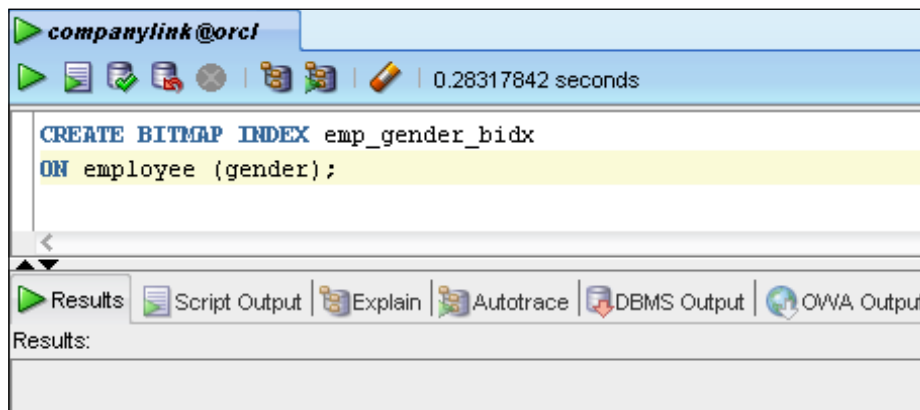 companylink@orcl
0.28317842 seconds
CREATE BITMAP INDEX emp_gender_bidx
ON employee (gender);
Results Script Output Explain Autotrace DBMS Output OWA Output
Results: